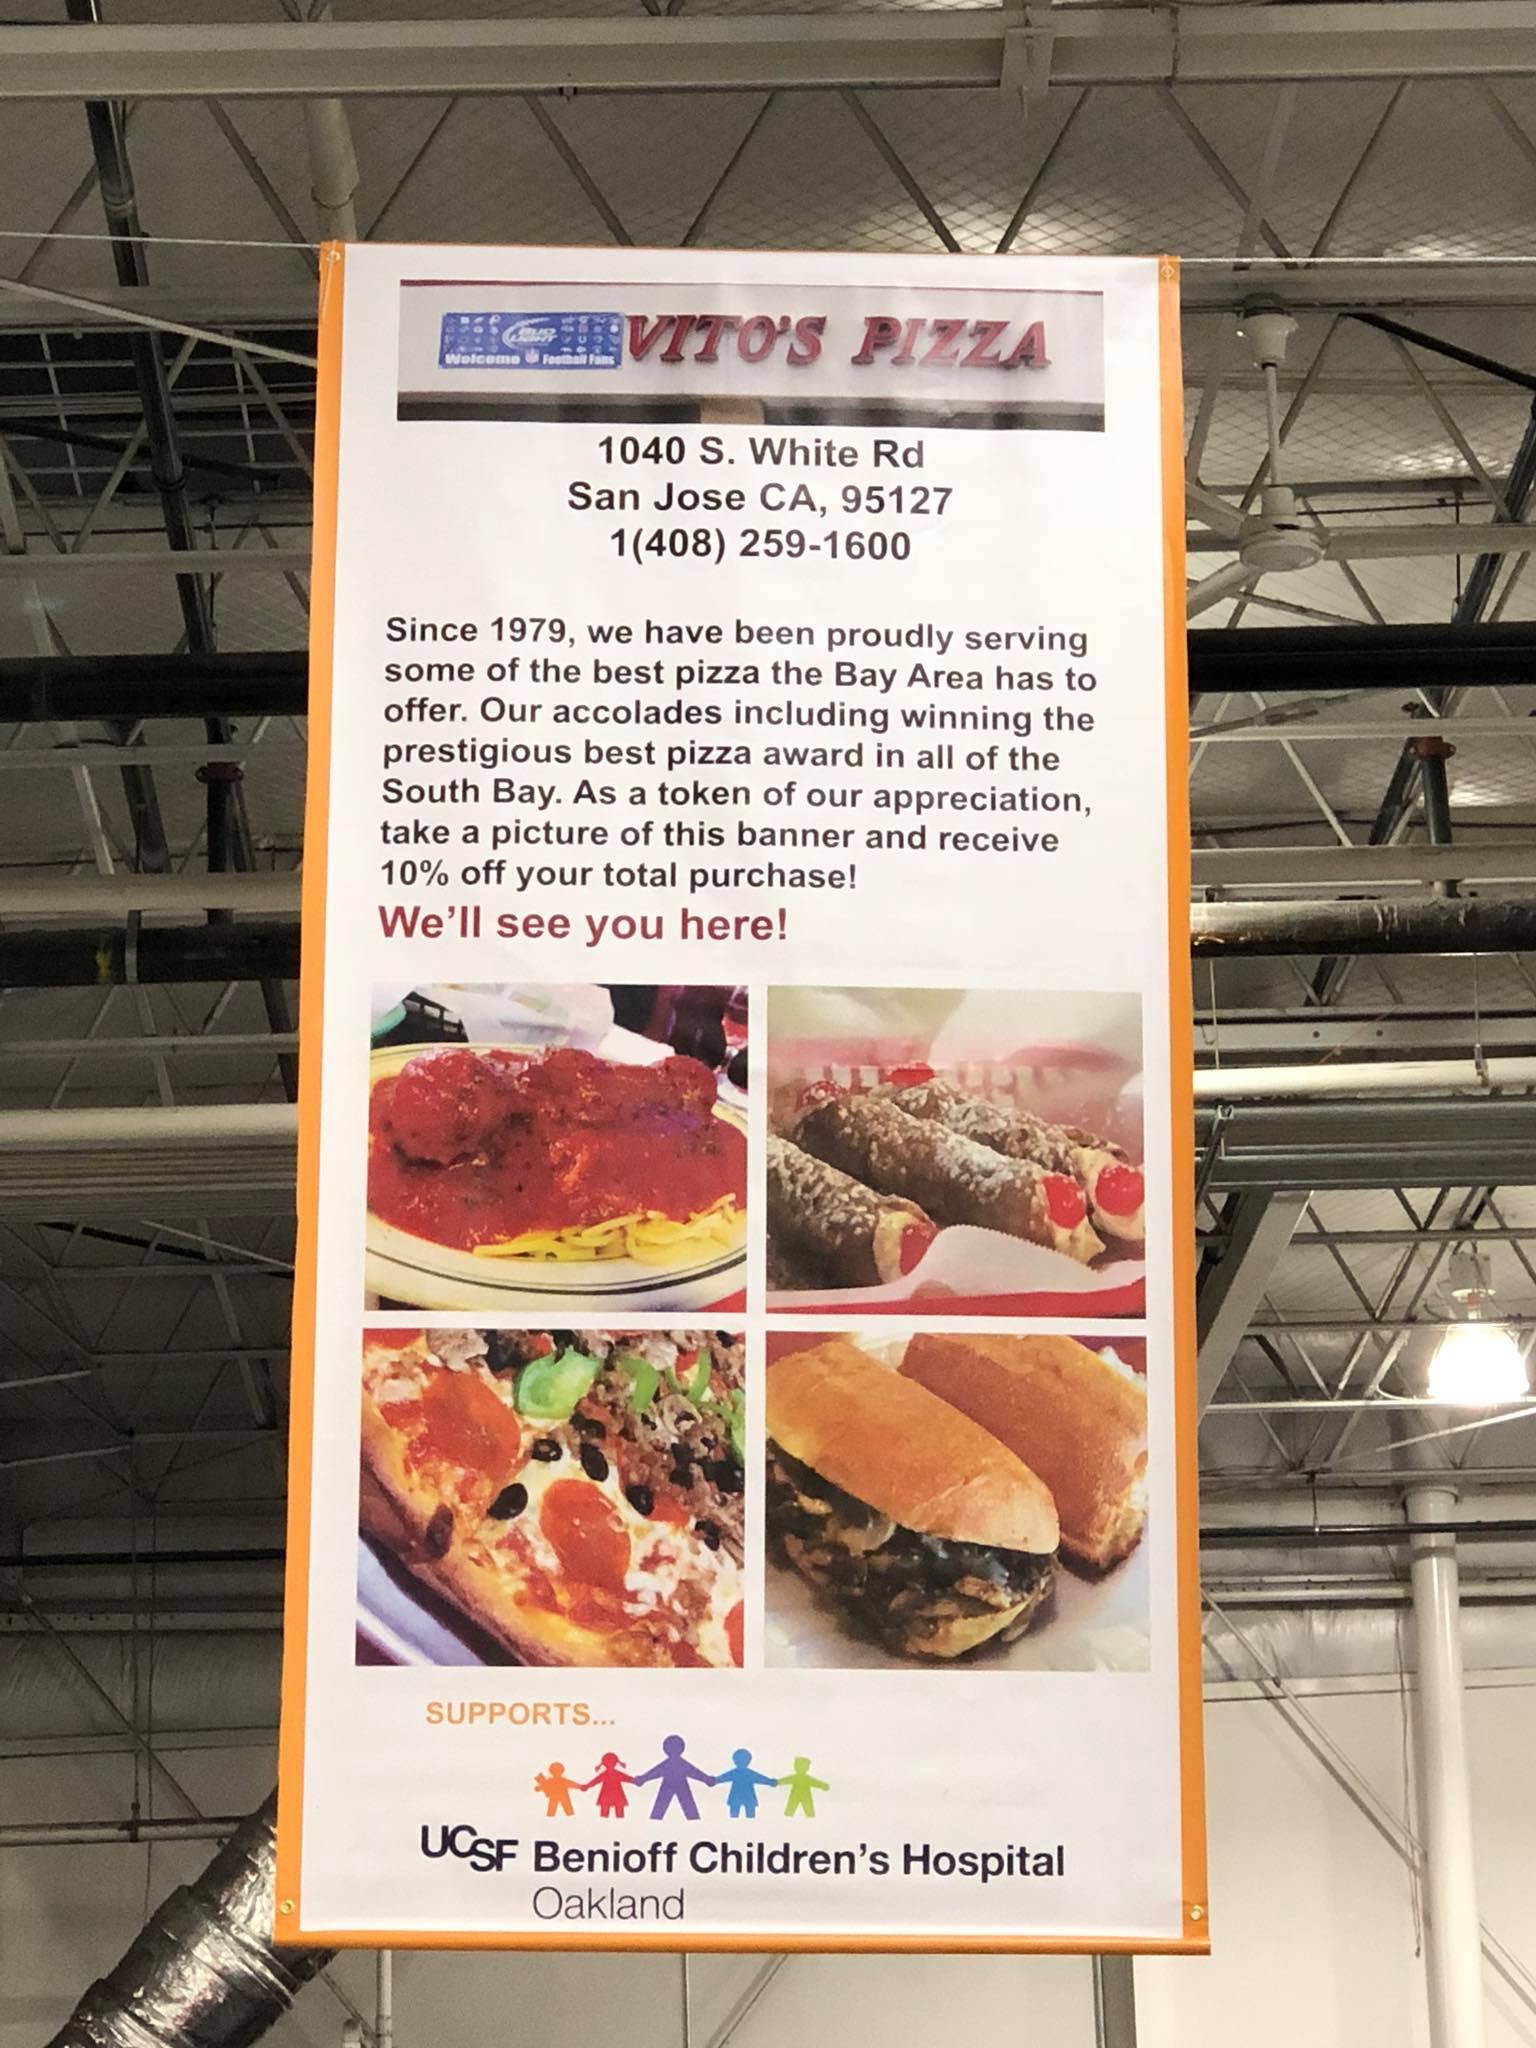 BUD LIGHT
Welcome NFL Football Fans
VITO'S PIZZA
1040 S. White Rd
San Jose CA, 95127
1(408) 259-1600
Since 1979, we have been proudly serving
some of the best pizza the Bay Area has to
offer. Our accolades including winning the
prestigious best pizza award in all of the
South Bay. As a token of our appreciation,
take a picture of this banner and receive
10% off your total purchase!
We'll see you here!
SUPPORTS...
UCSF Benioff Children's Hospital
Oakland